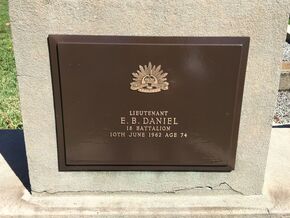 LIEUTENANT
E. B. DANIEL
18 BATTALION
10TH JUNE 1962 AGE 74